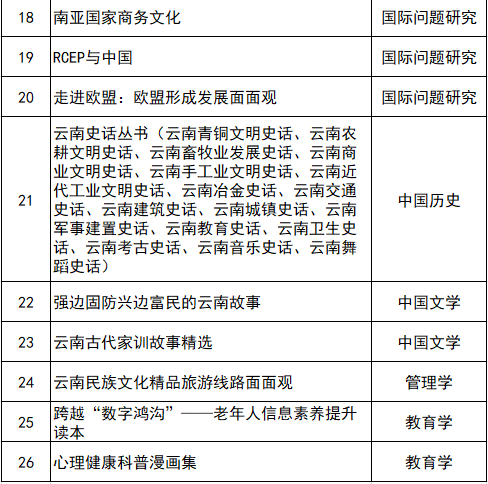 18 南亚国家商务文化 国际问题研究
19 RCEP与中国 国际问题研究
20 走进欧盟：欧盟形成发展面面观 国际问题研究
云南史话丛书（云南青铜文明史话、云南农
耕文明史话、云南畜牧业发展史话、云南商
业文明史话、云南手工业文明史话、云南近
代工业文明史话、云南冶金史话、云南交通
21 史话、云南建筑史话、云南城镇史话、云南 中国历史
军事建置史话、云南教育史话、云南卫生史
话、云南考古史话、云南音乐史话、云南舞
蹈史话）
22 强边固防兴边富民的云南故事 中国文学
23 云南古代家训故事精选 中国文学
24 云南民族文化精品旅游线路面面观 管理学
25 跨越“数字鸿沟”——老年人信息素养提升 教育学
读本
26 心理健康科普漫画集 教育学